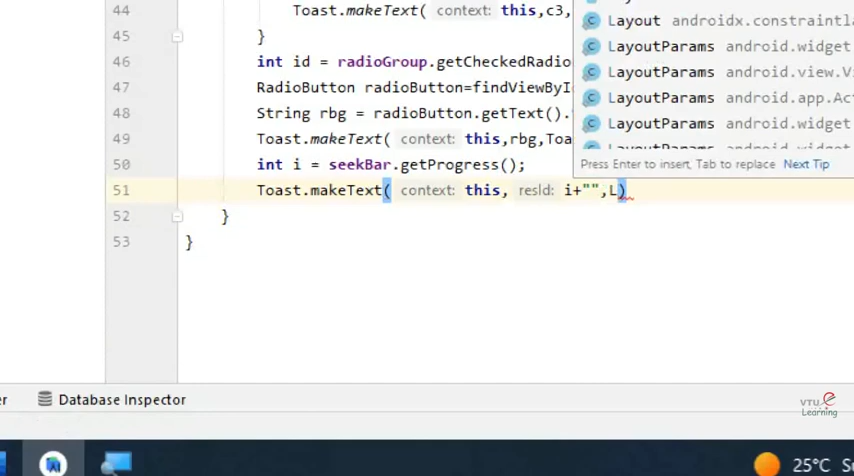 44 Toast.makeText( context: this,c3,
45 }
46 int id = radioGroup.getCheckedRadio
47 RadioButton radioButton=findViewByI
48 String rbg = radioButton.getText().
49 Toast.makeText( context: this,rbg,Toa
50 int i = seekBar.getProgress();
51 Toast.makeText( context: this, resId: i+"",L)
52 }
53 }
Layout androidx.constraintla
LayoutParams android.widget
LayoutParams android.view.Vi
LayoutParams android.app.Act
LayoutParams android.widget
Press Enter to insert, Tab to replace Next Tip
er
Database Inspector
VTU e Learning
25°C